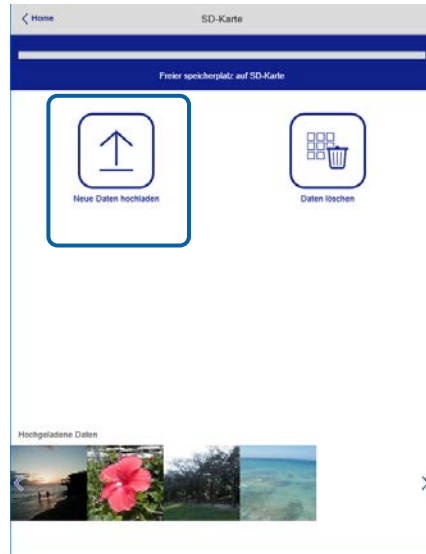 Home
SD-Karte
Freier speicherplatz auf SD-Karte
Neue Daten hochladen
Daten löschen
Hochgeladene Daten